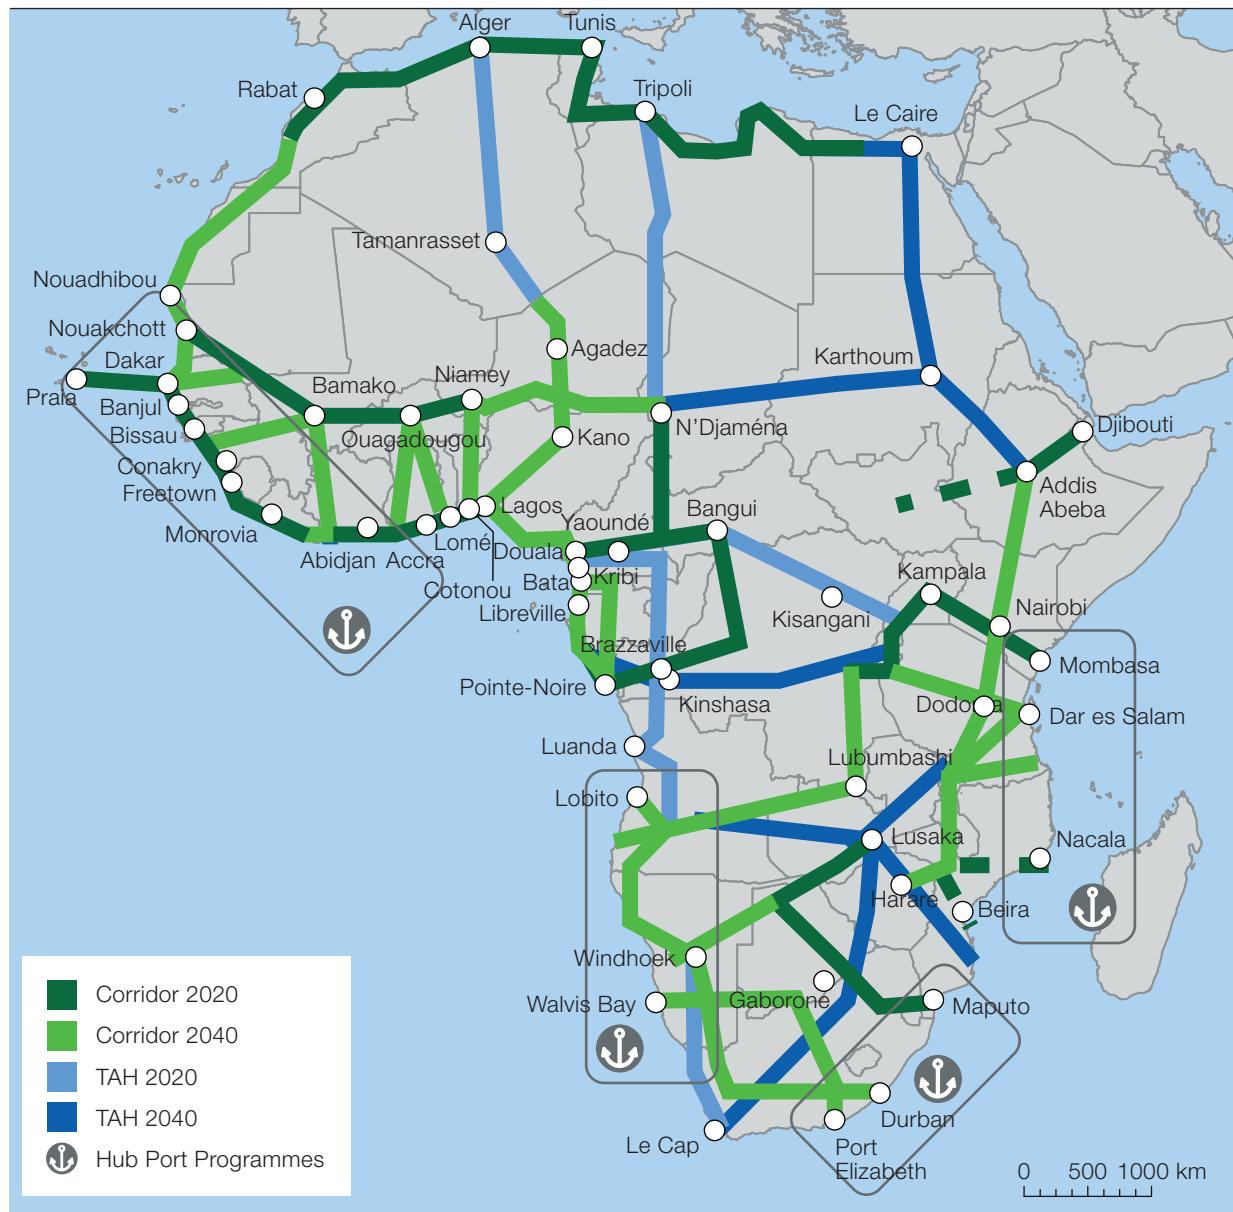 Alger
Tunis
Rabat
Tripoli
Le Caire
Tamanrasset
Nouadhibou
Nouakchott
Agadez
Karthoum
Dakar
Bamako
Niamey
Praia
Banjul
N'Djaména
Djibouti
Bissau
Ouagadougou
Kano
Conakry
Freetown
Addis
Abeba
Lagos
Bangui
Monrovia
Yaoundé
Abidjan
Accra
Lomé
Douala
Kribi
Cotonou
Bata
Kampala
Libreville
Kisangani
Nairobi
Brazzaville
Mombasa
Pointe-Noire
Kinshasa
Dodoma
Dar es Salam
Luanda
Lubumbashi
Lobito
Lusaka
Nacala
Harare
Beira
Windhoek
Walvis Bay
Gaborone
Maputo
Durban
Le Cap
Port
Elizabeth
Corridor 2020
Corridor 2040
TAH 2020
TAH 2040
Hub Port Programmes
0 500 1000 km